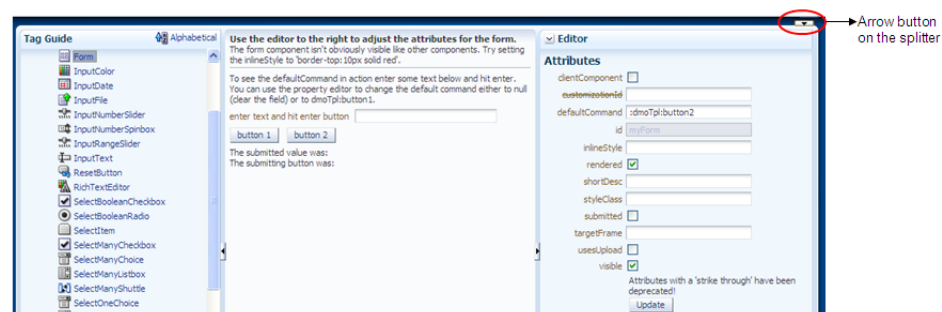 Arrow button
on the splitter
Tag Guide
Alphabetical
Form
InputColor
InputDate
InputFile
InputNumberSlider
InputNumberSpinbox
InputRangeSlider
InputText
ResetButton
RichTextEditor
SelectBooleanCheckbox
SelectBooleanRadio
SelectItem
SelectManyCheckbox
SelectManyChoice
SelectManyListbox
SelectManyShuttle
SelectOneChoice
Use the editor to the right to adjust the attributes for the form.
The form component isn't obviously visible like other components. Try setting
the inlineStyle to 'border-top:10px solid red'.
To see the defaultCommand in action enter some text below and hit enter.
You can use the property editor to change the default command either to null
(clear the field) or to dmoTpl:button1.
enter text and hit enter button
button 1 button 2
The submitted value was:
The submitting button was:
Editor
Attributes
clientComponent
customizationId
defaultCommand :dmoTpl:button2
id myForm
inlineStyle
rendered
shortDesc
styleClass
submitted
targetFrame
usesUpload
visible
Attributes with a 'strike through' have been
deprecated!
Update